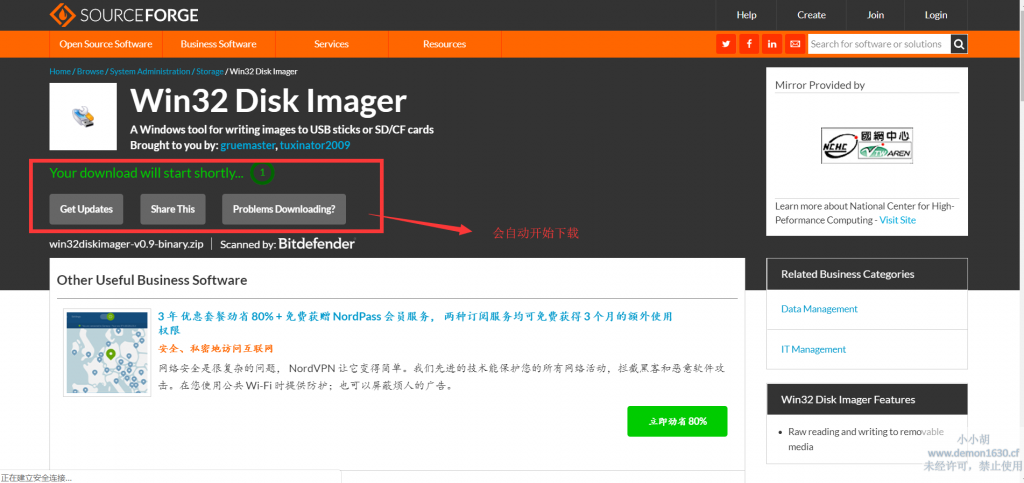 SOURCEFORGE
Help
Create
Join
Login
Open Source Software
Business Software
Services
Resources
Search for software or solutions
Home / Browse / System Administration / Storage / Win32 Disk Imager
Win32 Disk Imager
A Windows tool for writing images to USB sticks or SD/CF cards
Brought to you by: gruemaster, tuxinator2009
Your download will start shortly... 1
Get Updates
Share This
Problems Downloading?
会自动开始下载
win32diskimager-v0.9-binary.zip
Scanned by: Bitdefender
Mirror Provided by
NCHC
國網中心
TWAREN
Learn more about National Center for High-
Peformance Computing - Visit Site
Other Useful Business Software
3 年优惠套餐劲省 80% + 免费获赠 NordPass 会员服务， 两种订阅服务均可免费获得 3 个月的额外使用
权限
安全、私密地访问互联网
网络安全是很复杂的问题， NordVPN 让它变得简单。我们先进的技术能保护您的所有网络活动，拦截黑客和恶意软件攻
击。在您使用公共 Wi-Fi 时提供防护；也可以屏蔽烦人的广告。
立即劲省 80%
Related Business Categories
Data Management
IT Management
Win32 Disk Imager Features
Raw reading and writing to removable
media
正在建立安全连接...
小小胡
www.demon1630.cf
未经许可，禁止使用